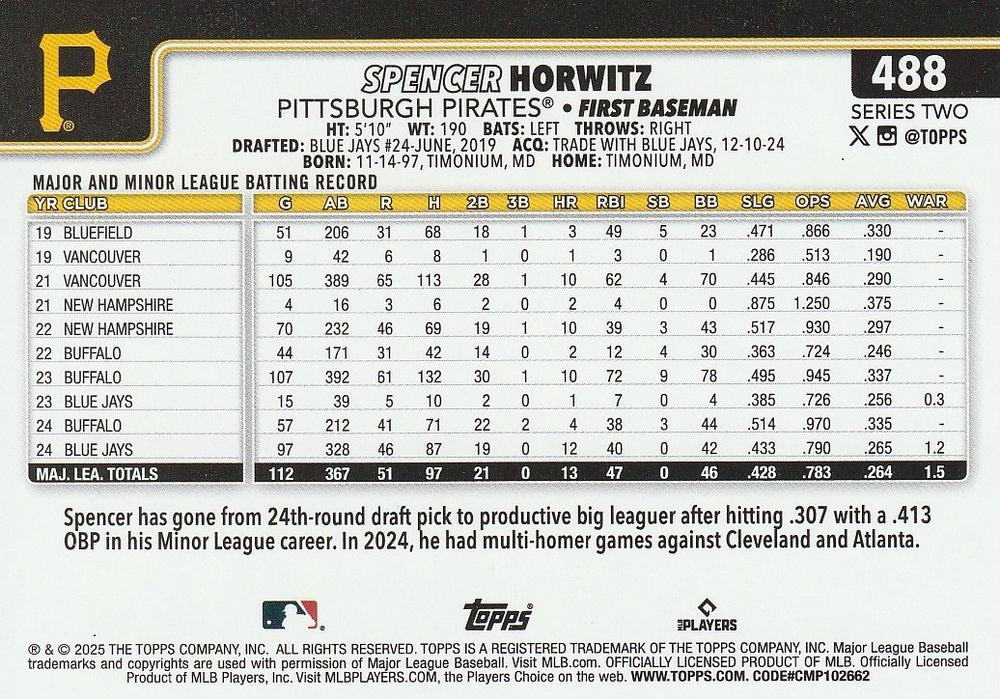 P®
SPENCER HORWITZ
PITTSBURGH PIRATES® • FIRST BASEMAN
HT: 5'10" WT: 190 BATS: LEFT THROWS: RIGHT
DRAFTED: BLUE JAYS #24-JUNE, 2019 ACQ: TRADE WITH BLUE JAYS, 12-10-24
BORN: 11-14-97, TIMONIUM, MD HOME: TIMONIUM, MD
488
SERIES TWO
X @TOPPS
MAJOR AND MINOR LEAGUE BATTING RECORD
YR CLUB G AB R H 2B 3B HR RBI SB BB SLG OPS AVG WAR
19 BLUEFIELD 51 206 31 68 18 1 3 49 5 23 .471 .866 .330 -
19 VANCOUVER 9 42 6 8 1 0 1 3 0 1 .286 .513 .190 -
21 VANCOUVER 105 389 65 113 28 1 10 62 4 70 .445 .846 .290 -
21 NEW HAMPSHIRE 4 16 3 6 2 0 2 4 0 0 .875 1.250 .375 -
22 NEW HAMPSHIRE 70 232 46 69 19 1 10 39 3 43 .517 .930 .297 -
22 BUFFALO 44 171 31 42 14 0 2 12 4 30 .363 .724 .246 -
23 BUFFALO 107 392 61 132 30 1 10 72 9 78 .495 .945 .337 -
23 BLUE JAYS 15 39 5 10 2 0 1 7 0 4 .385 .726 .256 0.3
24 BUFFALO 57 212 41 71 22 2 4 38 3 44 .514 .970 .335 -
24 BLUE JAYS 97 328 46 87 19 0 12 40 0 42 .433 .790 .265 1.2
MAJ. LEA. TOTALS 112 367 51 97 21 0 13 47 0 46 .428 .783 .264 1.5
Spencer has gone from 24th-round draft pick to productive big leaguer after hitting .307 with a .413
OBP in his Minor League career. In 2024, he had multi-homer games against Cleveland and Atlanta.
Topps®
MLB PLAYERS
® & © 2025 THE TOPPS COMPANY, INC. ALL RIGHTS RESERVED. TOPPS IS A REGISTERED TRADEMARK OF THE TOPPS COMPANY, INC. Major League Baseball
trademarks and copyrights are used with permission of Major League Baseball. Visit MLB.com. OFFICIALLY LICENSED PRODUCT OF MLB. Officially Licensed
Product of MLB Players, Inc. Visit MLBPLAYERS.COM, the Players Choice on the web. WWW.TOPPS.COM. CODE#CMP102662